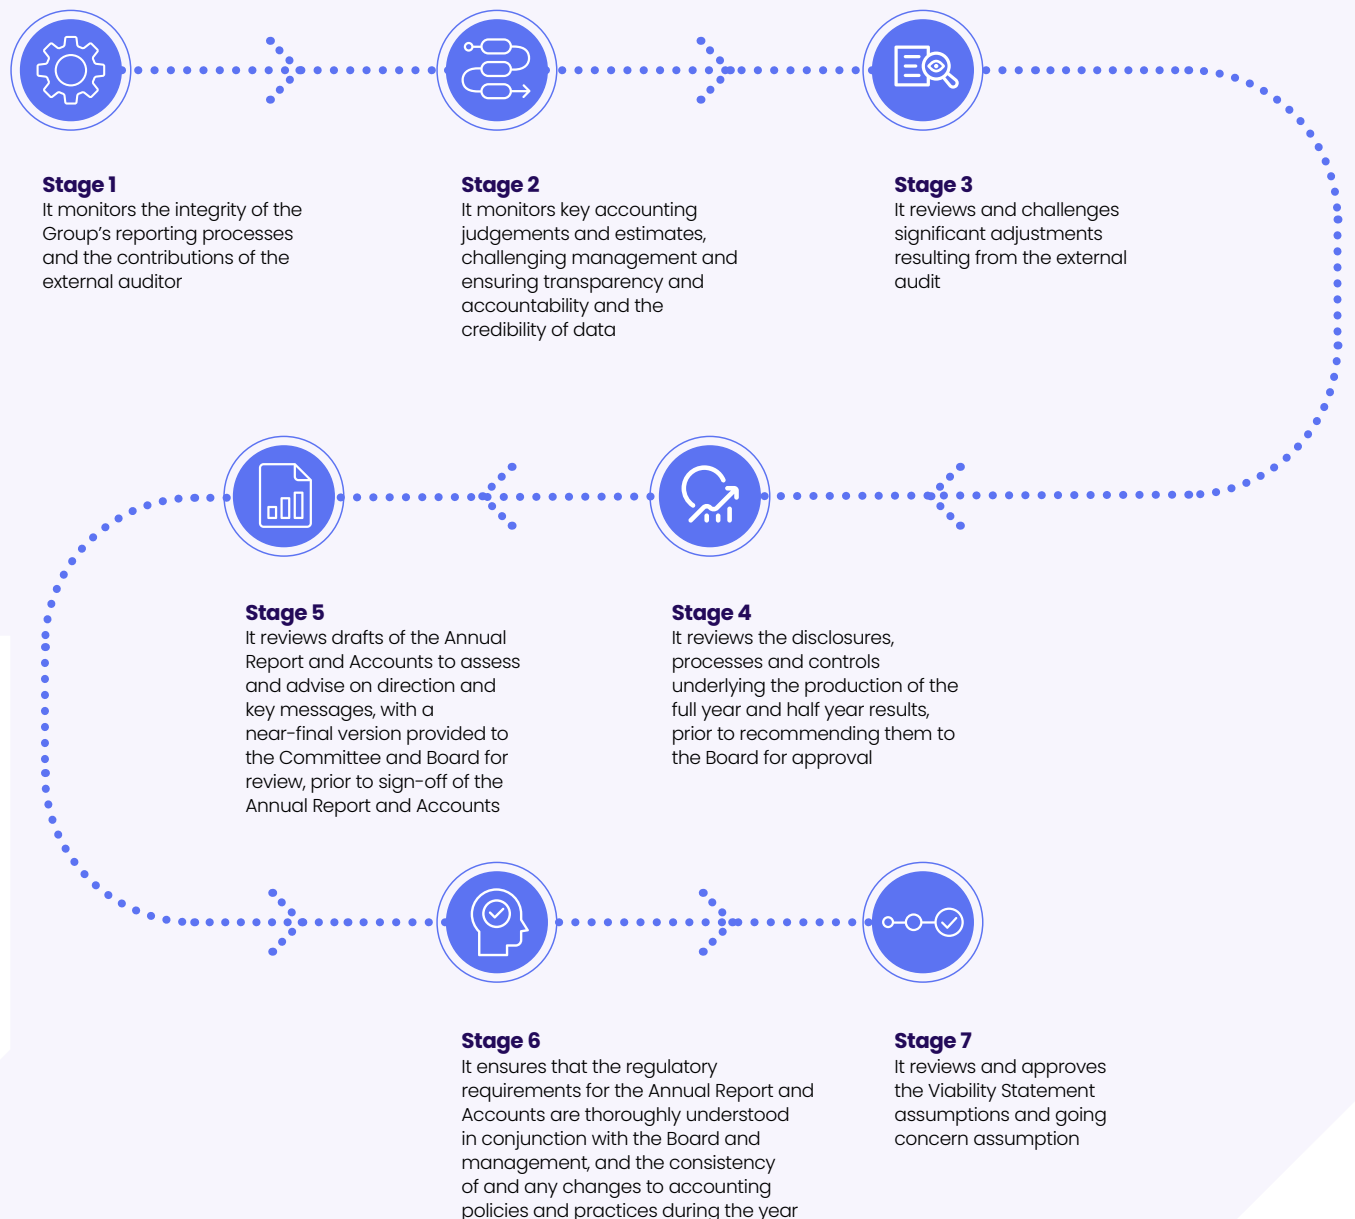 Stage 1
It monitors the integrity of the
Group's reporting processes
and the contributions of the
external auditor
Stage 2
It monitors key accounting
judgements and estimates,
challenging management and
ensuring transparency and
accountability and the
credibility of data
Stage 3
It reviews and challenges
significant adjustments
resulting from the external
audit
Stage 4
It reviews the disclosures,
processes and controls
underlying the production of the
full year and half year results,
prior to recommending them to
the Board for approval
Stage 5
It reviews drafts of the Annual
Report and Accounts to assess
and advise on direction and
key messages, with a
near-final version provided to
the Committee and Board for
review, prior to sign-off of the
Annual Report and Accounts
Stage 6
It ensures that the regulatory
requirements for the Annual Report and
Accounts are thoroughly understood
in conjunction with the Board and
management, and the consistency
of and any changes to accounting
policies and practices during the year
Stage 7
It reviews and approves
the Viability Statement
assumptions and going
concern assumption